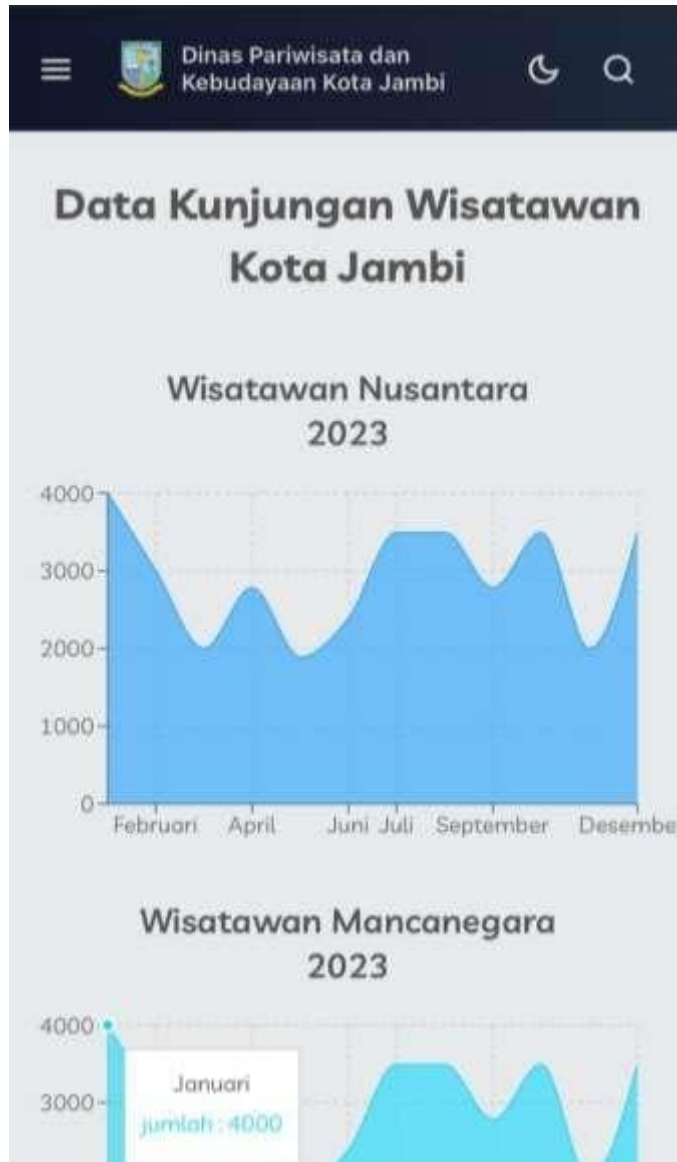 Dinas Pariwisata dan
Kebudayaan Kota Jambi
Data Kunjungan Wisatawan
Kota Jambi
Wisatawan Nusantara
2023
4000
3000
2000
1000
0
Februari April Juni Juli September Desembe
Wisatawan Mancanegara
2023
4000
Januari
3000
jumlah : 4000